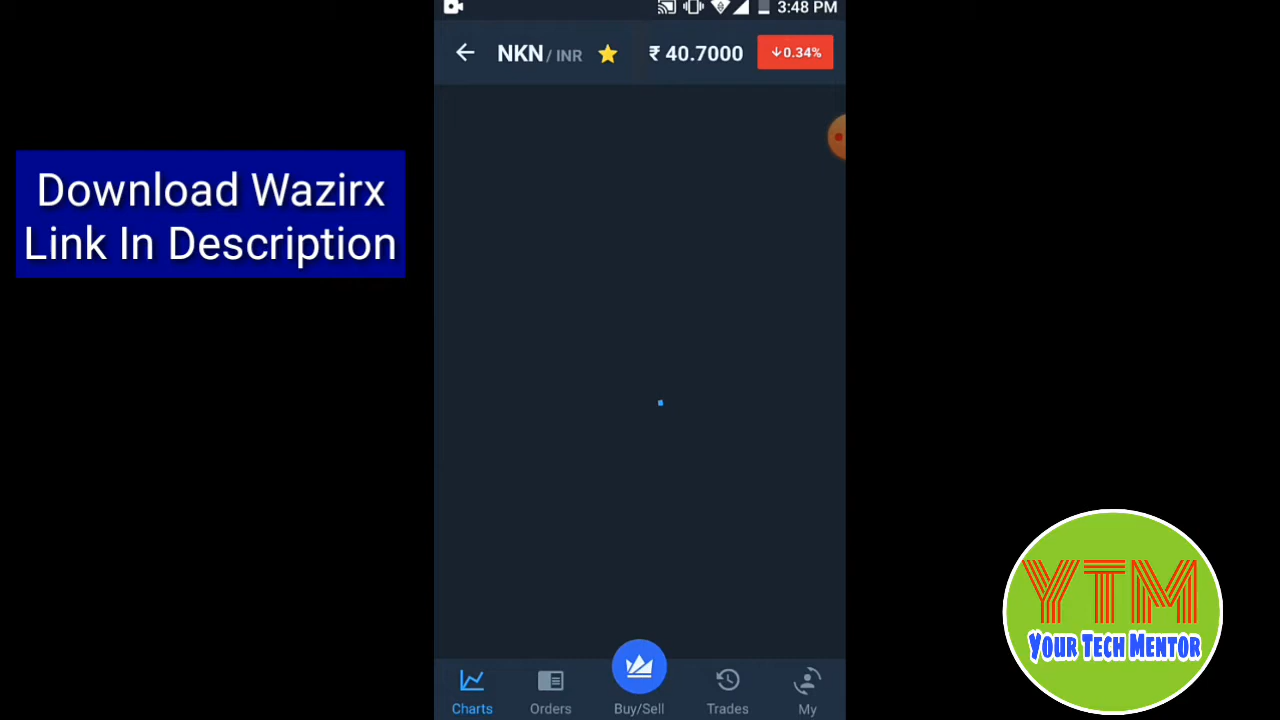 3:48 PM
NKN / INR ₹ 40.7000 ↓0.34%
Download Wazirx
Link In Description
YTM
YOUR TECH MENTOR
Charts Orders Buy/Sell Trades My